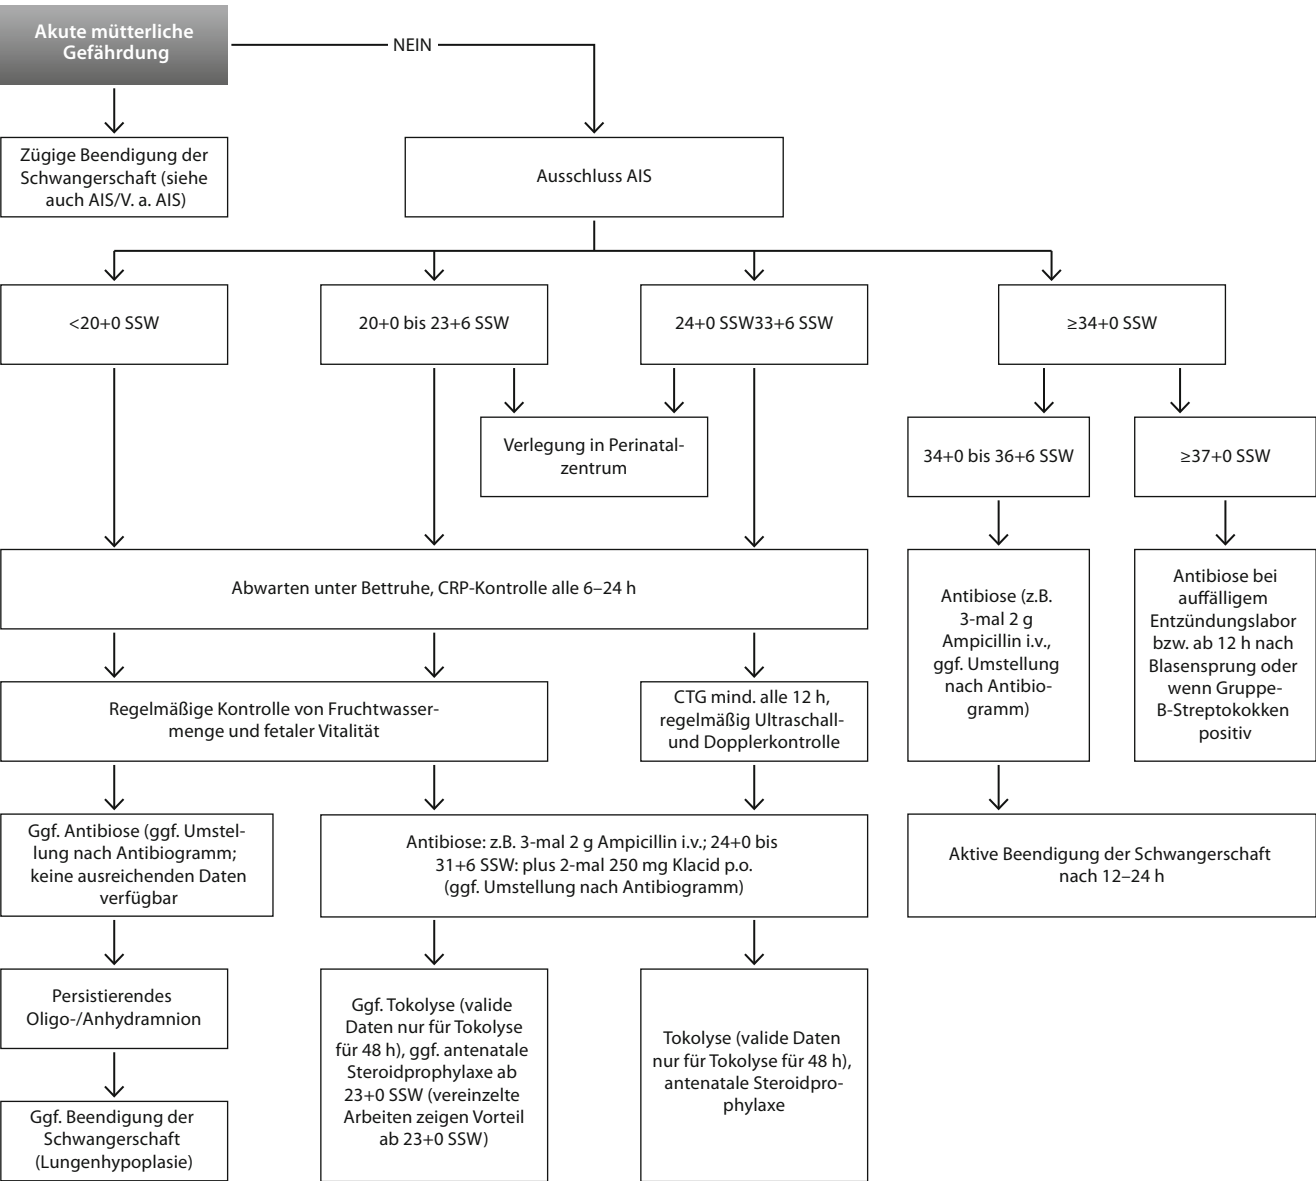 Akute mütterliche
Gefährdung
NEIN
Zügige Beendigung der
Schwangerschaft (siehe
auch AIS/V. a. AIS)
Ausschluss AIS
<20+0 SSW
20+0 bis 23+6 SSW
24+0 SSW33+6 SSW
≥34+0 SSW
Verlegung in Perinatal-
zentrum
34+0 bis 36+6 SSW
≥37+0 SSW
Abwarten unter Bettruhe, CRP-Kontrolle alle 6–24 h
Antibiose (z.B.
3-mal 2 g
Ampicillin i.v.,
ggf. Umstellung
nach Antibio-
gramm)
Antibiose bei
auffälligem
Entzündungslabor
bzw. ab 12 h nach
Blasensprung oder
wenn Gruppe-
B-Streptokokken
positiv
Regelmäßige Kontrolle von Fruchtwasser-
menge und fetaler Vitalität
CTG mind. alle 12 h,
regelmäßig Ultraschall-
und Dopplerkontrolle
Ggf. Antibiose (ggf. Umstel-
lung nach Antibiogramm;
keine ausreichenden Daten
verfügbar
Antibiose: z.B. 3-mal 2 g Ampicillin i.v.; 24+0 bis
31+6 SSW: plus 2-mal 250 mg Klacid p.o.
(ggf. Umstellung nach Antibiogramm)
Aktive Beendigung der Schwangerschaft
nach 12–24 h
Persistierendes
Oligo-/Anhydramnion
Ggf. Tokolyse (valide
Daten nur für Tokolyse
für 48 h), ggf. antenatale
Steroidprophylaxe ab
23+0 SSW (vereinzelte
Arbeiten zeigen Vorteil
ab 23+0 SSW)
Tokolyse (valide Daten
nur für Tokolyse für 48 h),
antenatale Steroidpro-
phylaxe
Ggf. Beendigung der
Schwangerschaft
(Lungenhypoplasie)